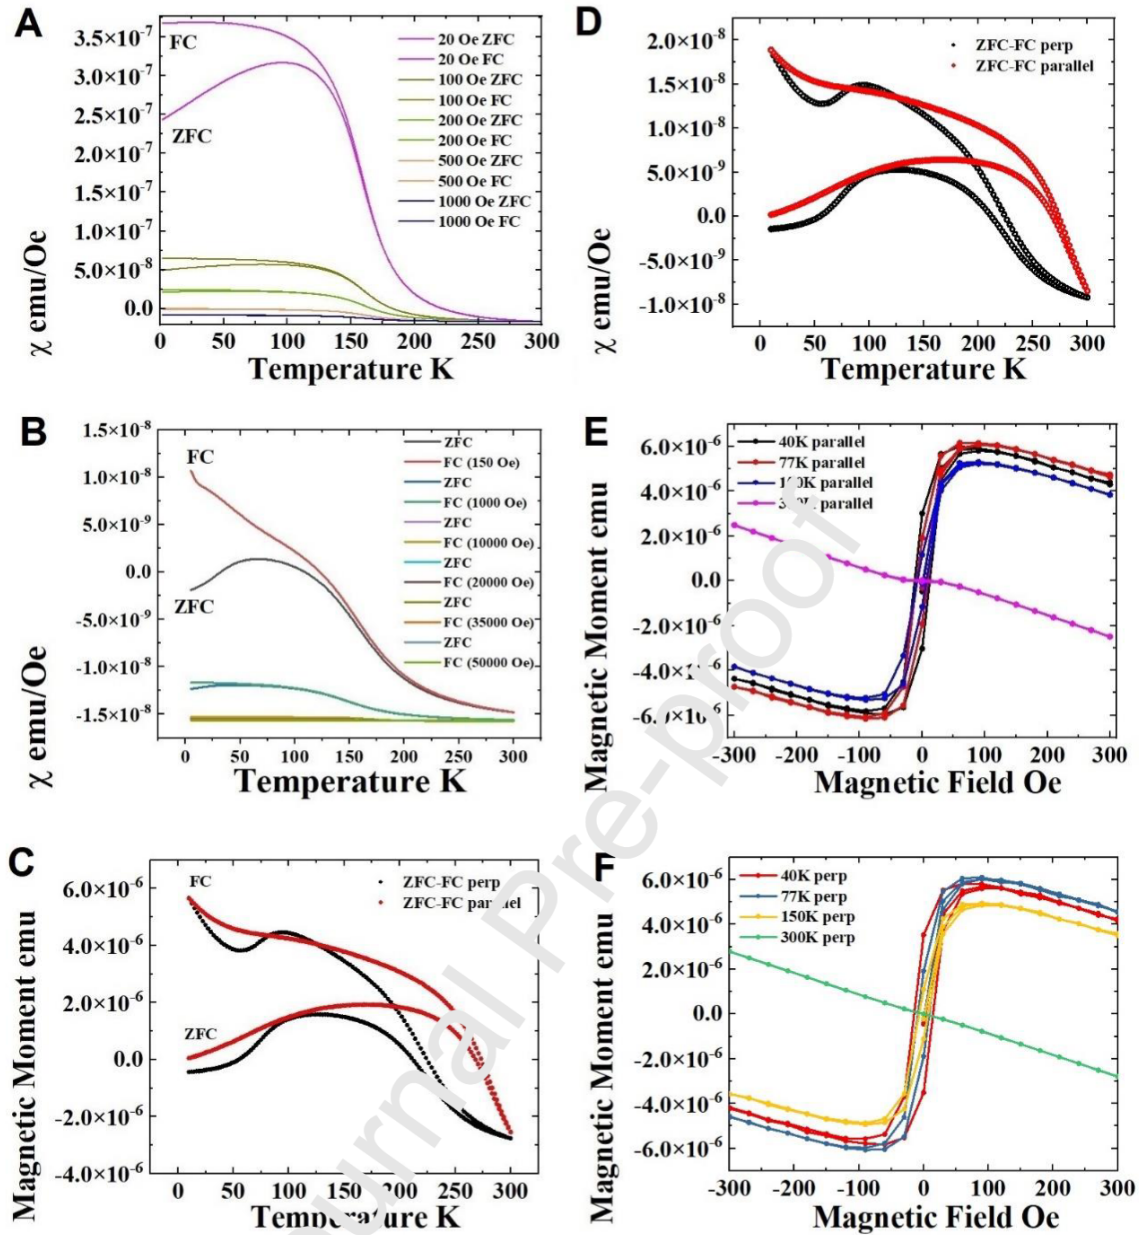 A
FC
ZFC
20 Oe ZFC
20 Oe FC
100 Oe ZFC
100 Oe FC
200 Oe ZFC
200 Oe FC
500 Oe ZFC
500 Oe FC
1000 Oe ZFC
1000 Oe FC
3.5×10⁻⁷
3.0×10⁻⁷
2.5×10⁻⁷
2.0×10⁻⁷
1.5×10⁻⁷
1.0×10⁻⁷
5.0×10⁻⁸
0.0
χ emu/Oe
0 50 100 150 200 250 300
Temperature K
D
ZFC-FC perp
ZFC-FC parallel
2.0×10⁻⁸
1.5×10⁻⁸
1.0×10⁻⁸
5.0×10⁻⁹
0.0
-5.0×10⁻⁹
-1.0×10⁻⁸
χ emu/Oe
0 50 100 150 200 250 300
Temperature K
B
FC
ZFC
ZFC
FC (150 Oe)
ZFC
FC (1000 Oe)
ZFC
FC (10000 Oe)
ZFC
FC (20000 Oe)
ZFC
FC (35000 Oe)
ZFC
FC (50000 Oe)
1.5×10⁻⁸
1.0×10⁻⁸
5.0×10⁻⁹
0.0
-5.0×10⁻⁹
-1.0×10⁻⁸
-1.5×10⁻⁸
χ emu/Oe
0 50 100 150 200 250 300
Temperature K
E
40K parallel
77K parallel
parallel
parallel
6.0×10⁻⁶
4.0×10⁻⁶
2.0×10⁻⁶
0.0
-2.0×10⁻⁶
-4.0×10⁻⁶
-6.0×10⁻⁶
Magnetic Moment emu
-300 -200 -100 0 100 200 300
Magnetic Field Oe
C
FC
ZFC
ZFC-FC perp
ZFC-FC parallel
6.0×10⁻⁶
4.0×10⁻⁶
2.0×10⁻⁶
0.0
-2.0×10⁻⁶
-4.0×10⁻⁶
Magnetic Moment emu
0 50 100 150 200 250 300
Temperature K
F
40K perp
77K perp
150K perp
300K perp
6.0×10⁻⁶
4.0×10⁻⁶
2.0×10⁻⁶
0.0
-2.0×10⁻⁶
-4.0×10⁻⁶
-6.0×10⁻⁶
Magnetic Moment emu
-300 -200 -100 0 100 200 300
Magnetic Field Oe
Pre-proof